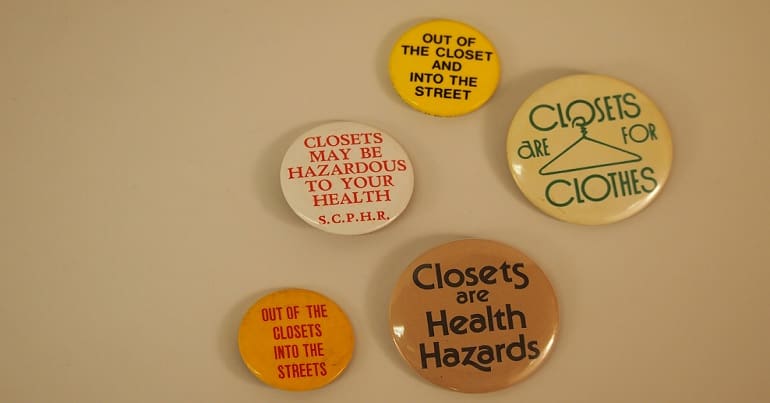 OUT OF
THE CLOSET
AND
INTO THE
STREET
CLOSETS
ARE FOR
CLOTHES
CLOSETS
MAY BE
HAZARDOUS
TO YOUR
HEALTH
S.C.P.H.R.
Closets
are
Health
Hazards
OUT OF THE
CLOSETS
INTO THE
STREETS